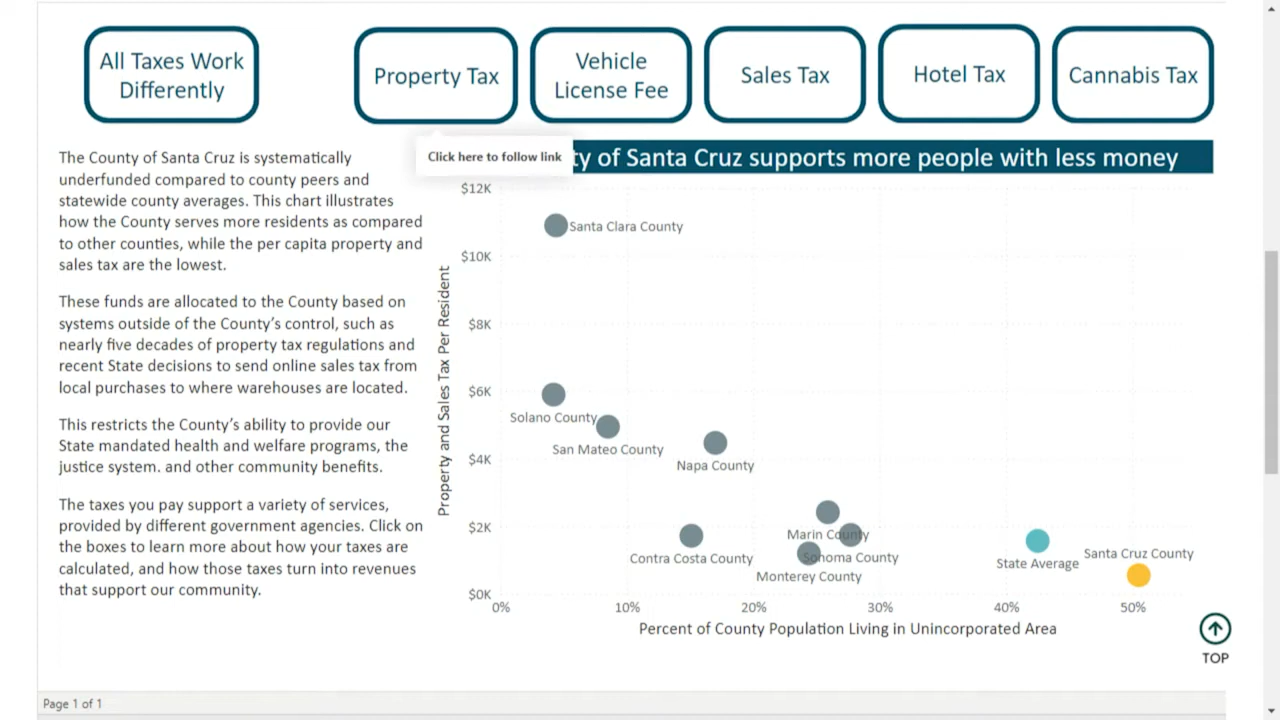 All Taxes Work
Differently
Property Tax
Vehicle
License Fee
Sales Tax
Hotel Tax
Cannabis Tax
Click here to follow link
ty of Santa Cruz supports more people with less money
The County of Santa Cruz is systematically
underfunded compared to county peers and
statewide county averages. This chart illustrates
how the County serves more residents as compared
to other counties, while the per capita property and
sales tax are the lowest.
These funds are allocated to the County based on
systems outside of the County's control, such as
nearly five decades of property tax regulations and
recent State decisions to send online sales tax from
local purchases to where warehouses are located.
This restricts the County's ability to provide our
State mandated health and welfare programs, the
justice system. and other community benefits.
The taxes you pay support a variety of services,
provided by different government agencies. Click on
the boxes to learn more about how your taxes are
calculated, and how those taxes turn into revenues
that support our community.
Property and Sales Tax Per Resident
$12K
$10K
$8K
$6K
$4K
$2K
$0K
Santa Clara County
Solano County
San Mateo County
Napa County
Marin County
Contra Costa County
Sonoma County
Monterey County
State Average
Santa Cruz County
0%
10%
20%
30%
40%
50%
Percent of County Population Living in Unincorporated Area
TOP
Page 1 of 1